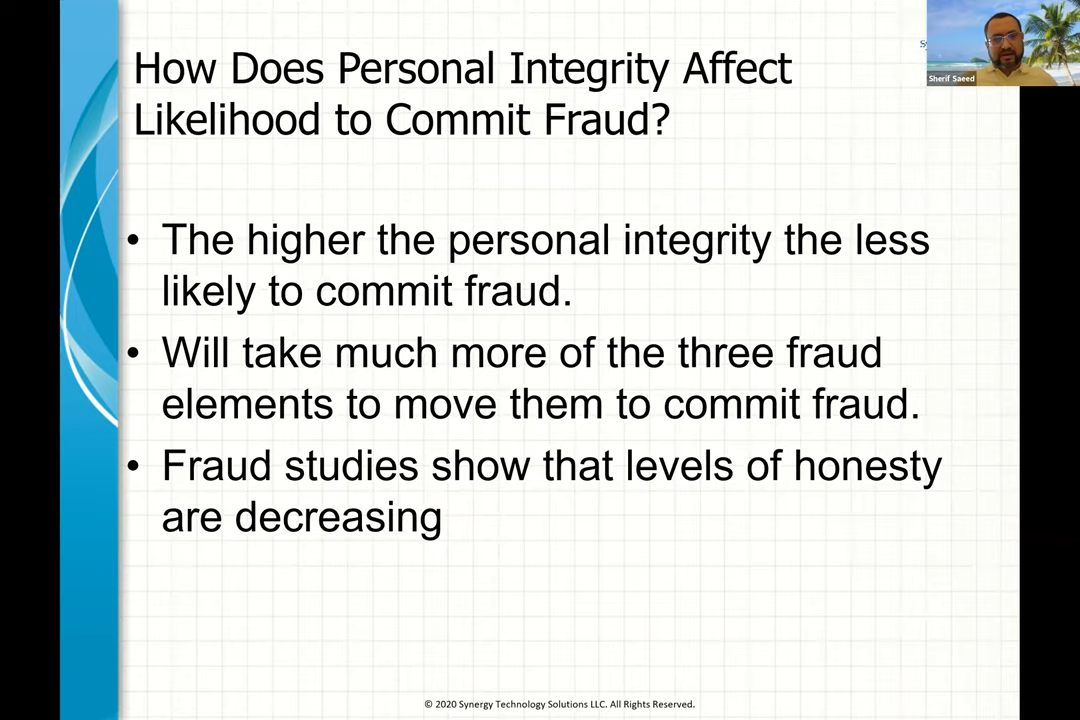 How Does Personal Integrity Affect
Likelihood to Commit Fraud?
Sherif Saeed
• The higher the personal integrity the less
likely to commit fraud.
• Will take much more of the three fraud
elements to move them to commit fraud.
• Fraud studies show that levels of honesty
are decreasing
© 2020 Synergy Technology Solutions LLC. All Rights Reserved.